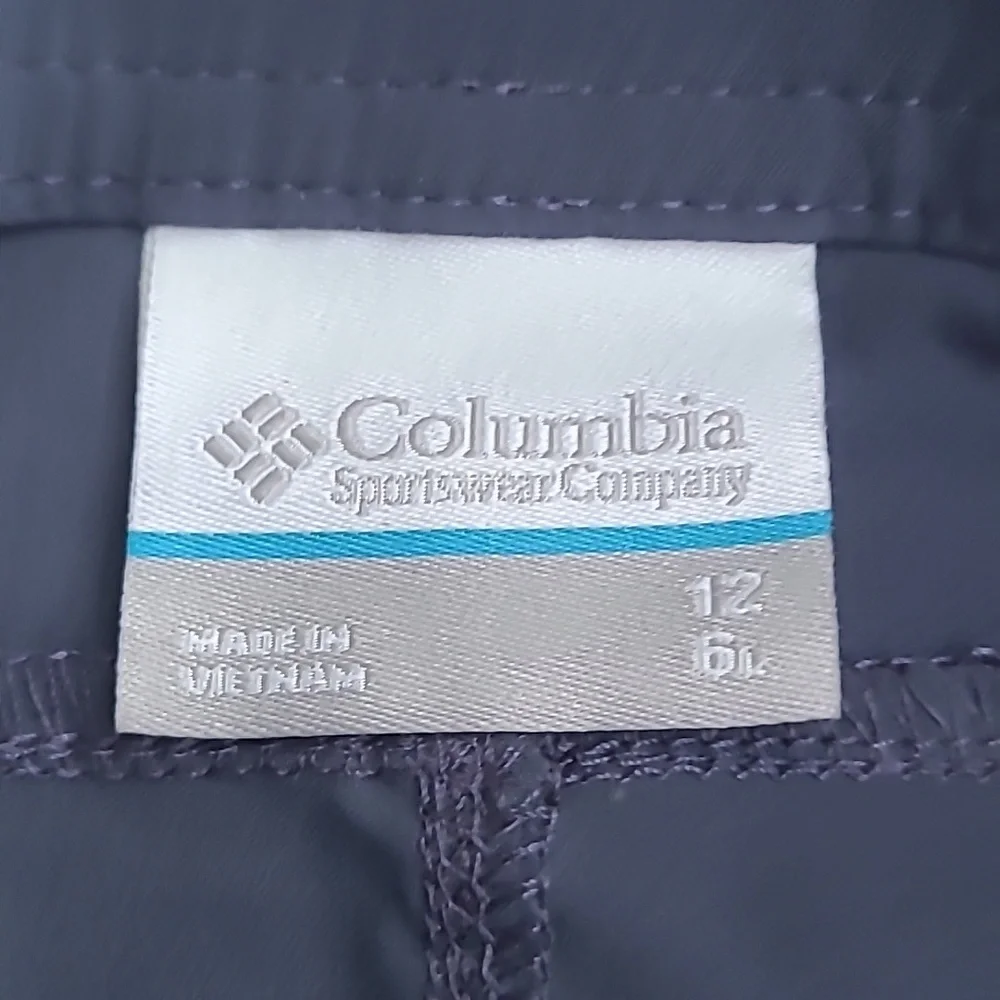 Columbia
Sportswear Company
12
6L
MADE IN
VIETNAM